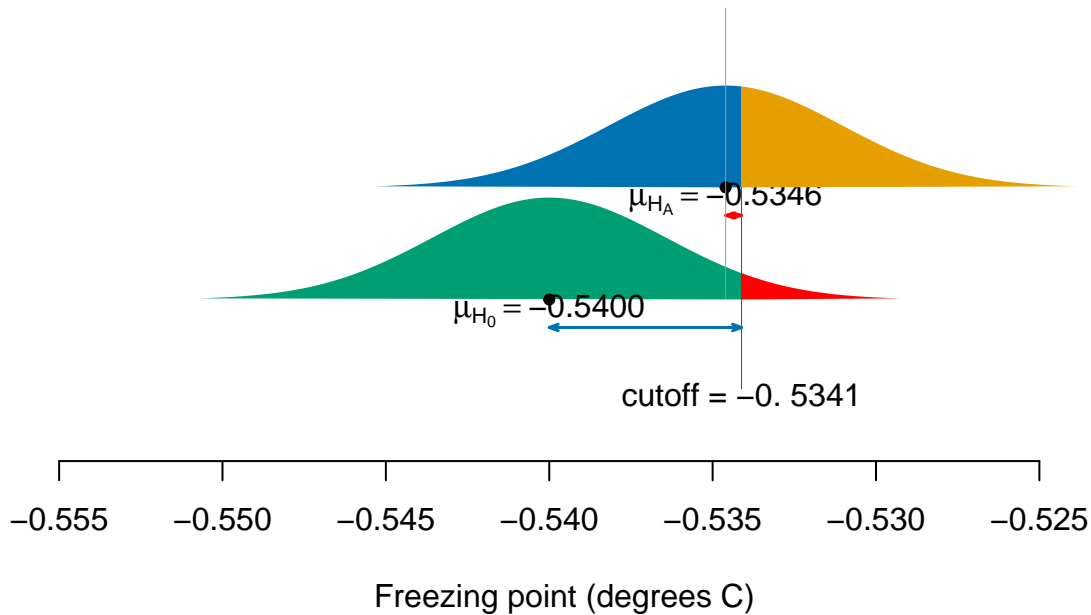 μHA = −0.5346
μH0 = −0.5400
cutoff = −0. 5341
−0.555 −0.550 −0.545 −0.540 −0.535 −0.530 −0.525
Freezing point (degrees C)